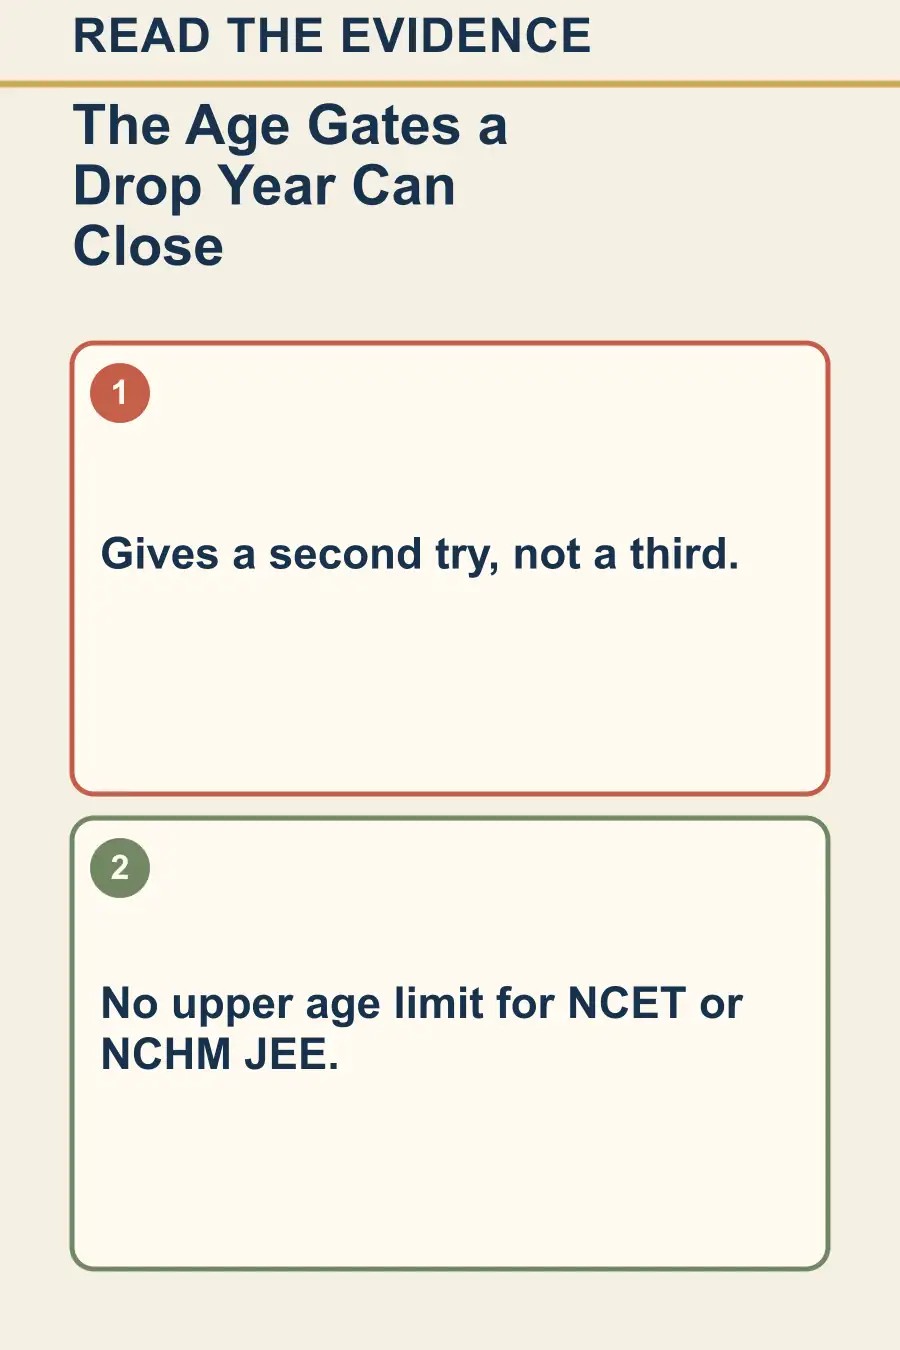 READ THE EVIDENCE
The Age Gates a
Drop Year Can
Close
1
Gives a second try, not a third.
2
No upper age limit for NCET or
NCHM JEE.